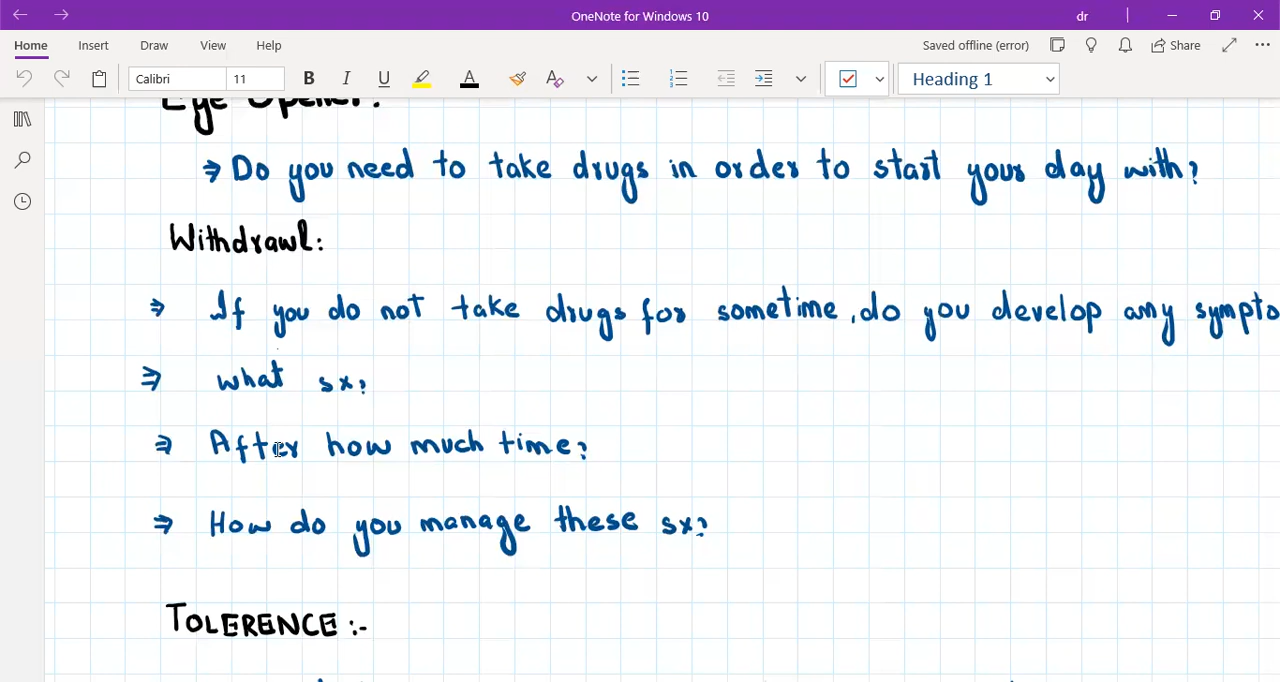 OneNote for Windows 10
dr
Home Insert Draw View Help
Saved offline (error)
Share
Calibri
11
B I U
A
Heading 1
Eye Opener:
⇒ Do you need to take drugs in order to start your day with?
Withdrawl:
⇒ If you do not take drugs for sometime, do you develop any sympto
⇒ What sx?
⇒ After how much time?
⇒ How do you manage these sx?
TOLERENCE :-